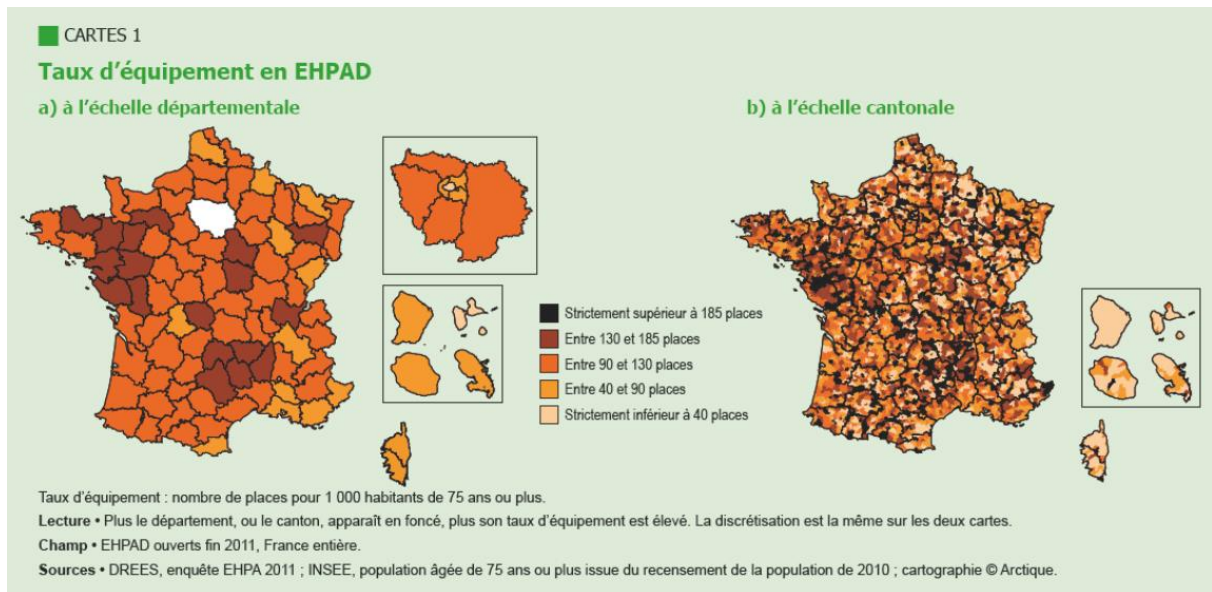 CARTES 1
Taux d’équipement en EHPAD
a) à l’échelle départementale
b) à l’échelle cantonale
Strictement supérieur à 185 places
Entre 130 et 185 places
Entre 90 et 130 places
Entre 40 et 90 places
Strictement inférieur à 40 places
Taux d’équipement : nombre de places pour 1 000 habitants de 75 ans ou plus.
Lecture • Plus le département, ou le canton, apparaît en foncé, plus son taux d’équipement est élevé. La discrétisation est la même sur les deux cartes.
Champ • EHPAD ouverts fin 2011, France entière.
Sources • DREES, enquête EHPA 2011 ; INSEE, population âgée de 75 ans ou plus issue du recensement de la population de 2010 ; cartographie © Arctique.